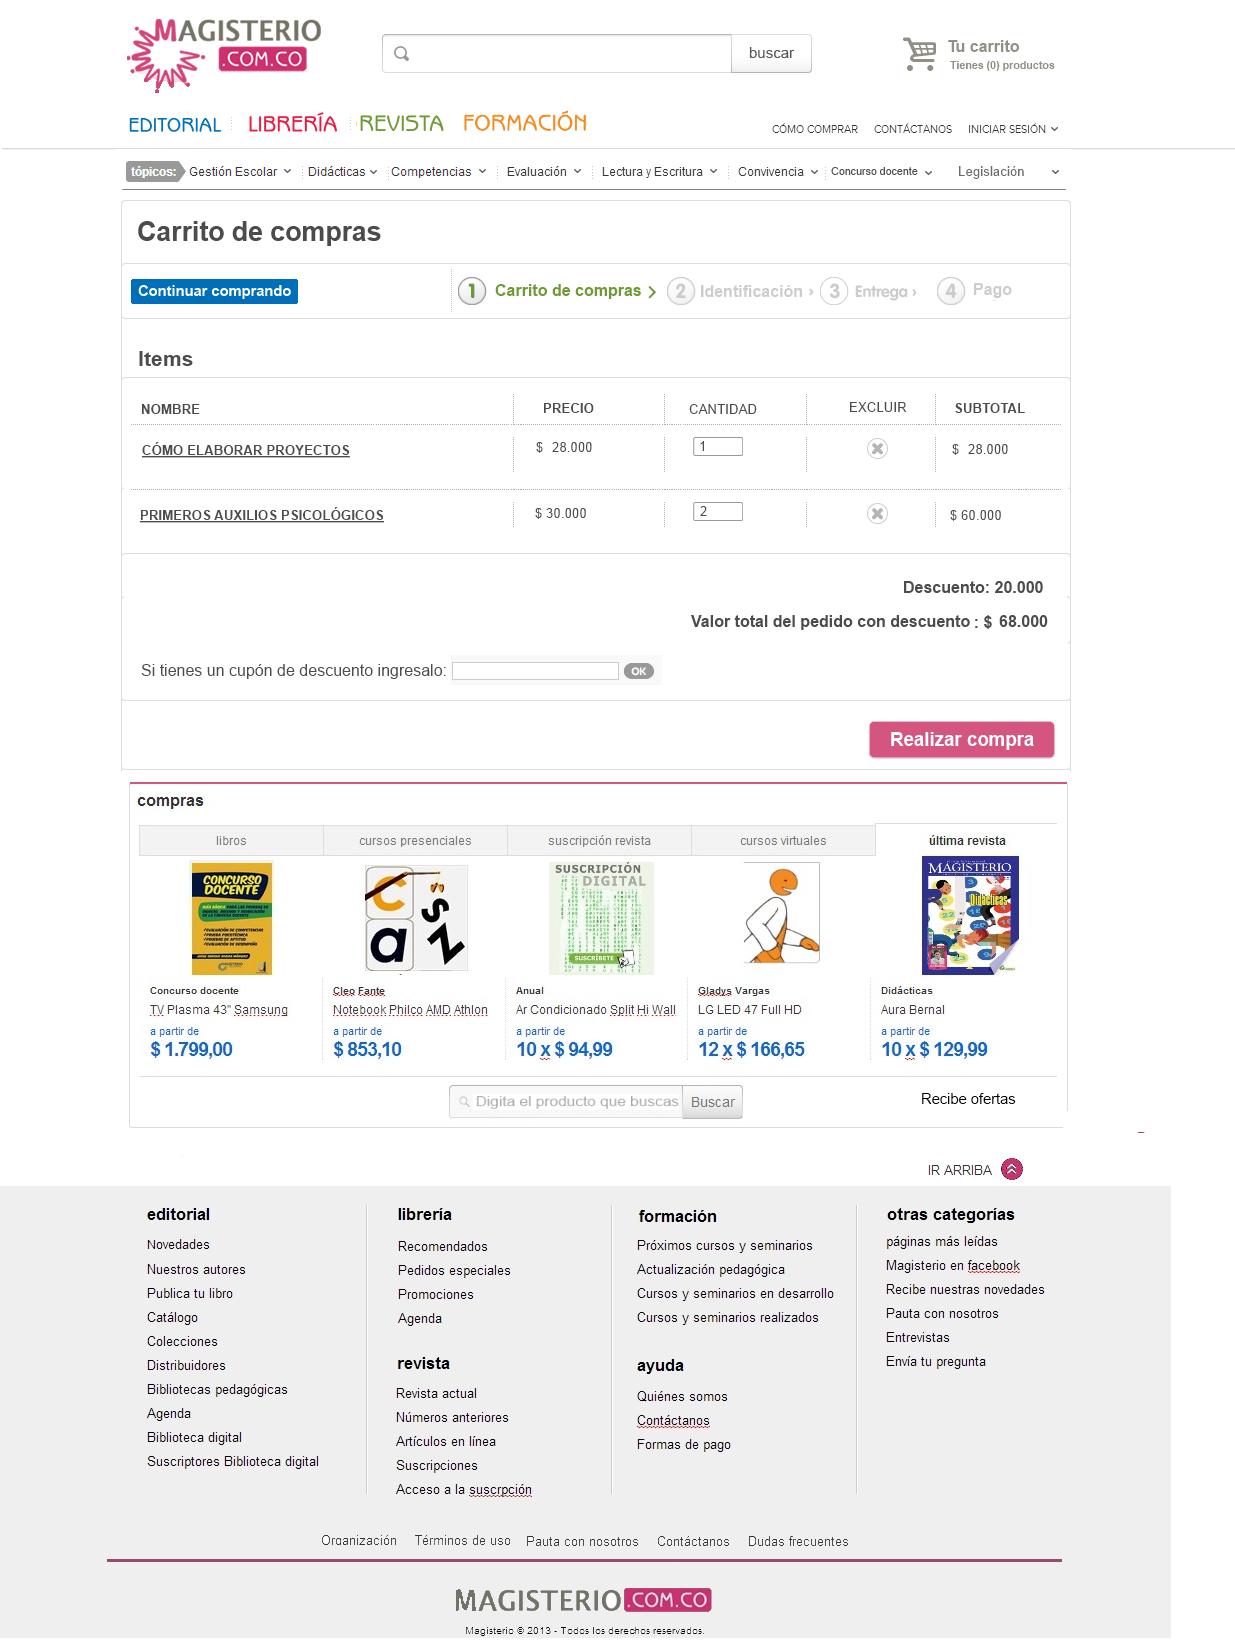 MAGISTERIO
.COM.CO
buscar
Tu carrito
Tienes (0) productos
EDITORIAL LIBRERÍA REVISTA FORMACIÓN
CÓMO COMPRAR CONTÁCTANOS INICIAR SESIÓN
tópicos: Gestión Escolar Didácticas Competencias Evaluación Lectura y Escritura Convivencia Concurso docente Legislación
Carrito de compras
Continuar comprando
1 Carrito de compras › 2 Identificación › 3 Entrega › 4 Pago
Items
NOMBRE PRECIO CANTIDAD EXCLUIR SUBTOTAL
CÓMO ELABORAR PROYECTOS $ 28.000 1 $ 28.000
PRIMEROS AUXILIOS PSICOLÓGICOS $ 30.000 2 $ 60.000
Descuento: 20.000
Valor total del pedido con descuento : $ 68.000
Si tienes un cupón de descuento ingresalo: OK
Realizar compra
compras
libros cursos presenciales suscripción revista cursos virtuales última revista
CONCURSO
DOCENTE
SUSCRIPCIÓN
DIGITAL
SUSCRÍBETE
MAGISTERIO
Didácticas
Concurso docente Cleo Fante Anual Gladys Vargas Didácticas
TV Plasma 43" Samsung Notebook Philco AMD Athlon Ar Condicionado Split Hi Wall LG LED 47 Full HD Aura Bernal
a partir de a partir de a partir de a partir de a partir de
$ 1.799,00 $ 853,10 10 x $ 94,99 12 x $ 166,65 10 x $ 129,99
Digita el producto que buscas Buscar
Recibe ofertas
IR ARRIBA
editorial
Novedades
Nuestros autores
Publica tu libro
Catálogo
Colecciones
Distribuidores
Bibliotecas pedagógicas
Agenda
Biblioteca digital
Suscriptores Biblioteca digital
librería
Recomendados
Pedidos especiales
Promociones
Agenda
revista
Revista actual
Números anteriores
Artículos en línea
Suscripciones
Acceso a la suscrpción
formación
Próximos cursos y seminarios
Actualización pedagógica
Cursos y seminarios en desarrollo
Cursos y seminarios realizados
ayuda
Quiénes somos
Contáctanos
Formas de pago
otras categorías
páginas más leídas
Magisterio en facebook
Recibe nuestras novedades
Pauta con nosotros
Entrevistas
Envía tu pregunta
Organización Términos de uso Pauta con nosotros Contáctanos Dudas frecuentes
MAGISTERIO.COM.CO
Magisterio © 2013 - Todos los derechos reservados.